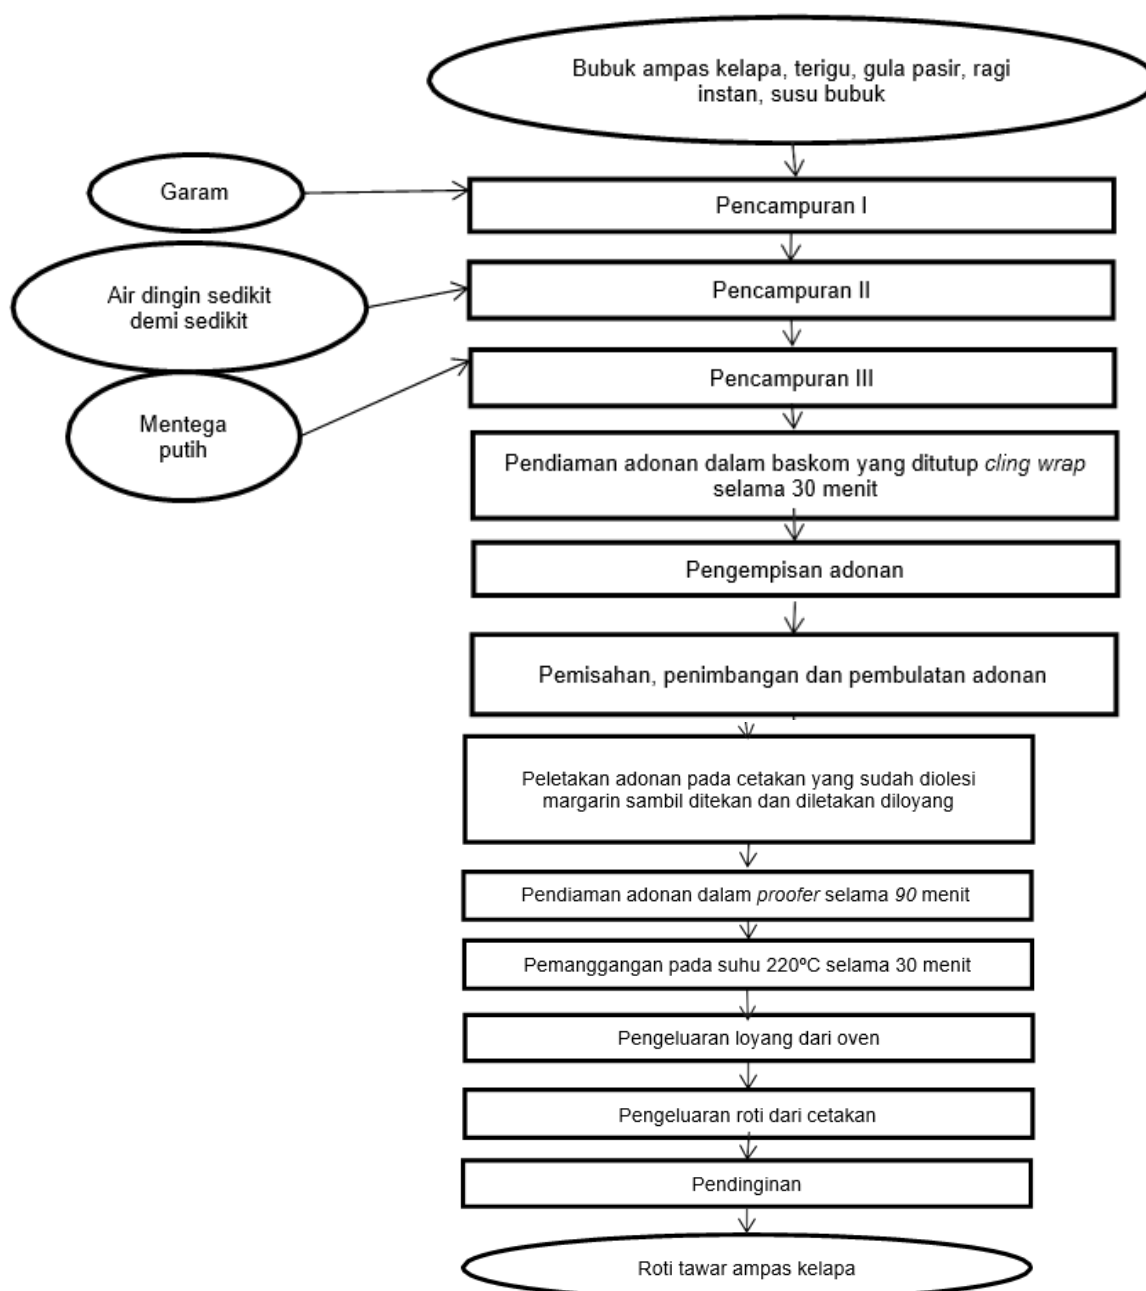 Bubuk ampas kelapa, terigu, gula pasir, ragi
instan, susu bubuk
Garam
Pencampuran I
Air dingin sedikit
demi sedikit
Pencampuran II
Mentega
putih
Pencampuran III
Pendiaman adonan dalam baskom yang ditutup cling wrap
selama 30 menit
Pengempisan adonan
Pemisahan, penimbangan dan pembulatan adonan
Peletakan adonan pada cetakan yang sudah diolesi
margarin sambil ditekan dan diletakan diloyang
Pendiaman adonan dalam proofer selama 90 menit
Pemanggangan pada suhu 220ºC selama 30 menit
Pengeluaran loyang dari oven
Pengeluaran roti dari cetakan
Pendinginan
Roti tawar ampas kelapa